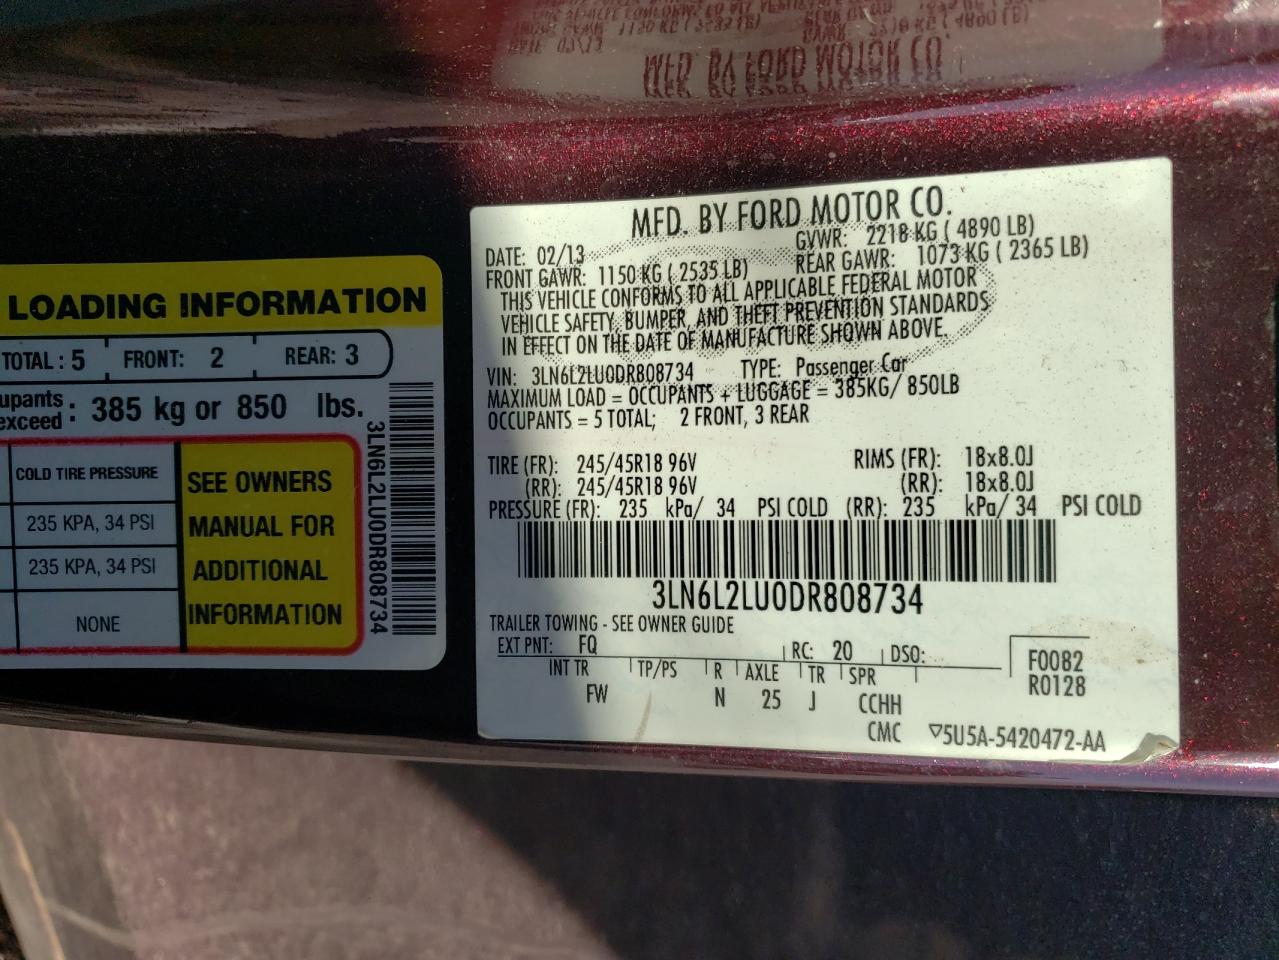 MFD. BY FORD MOTOR CO.
DATE: 02/13 GVWR: 2218 KG ( 4890 LB)
FRONT GAWR: 1150 KG ( 2535 LB) REAR GAWR: 1073 KG ( 2365 LB)
THIS VEHICLE CONFORMS TO ALL APPLICABLE FEDERAL MOTOR
VEHICLE SAFETY, BUMPER, AND THEFT PREVENTION STANDARDS
IN EFFECT ON THE DATE OF MANUFACTURE SHOWN ABOVE.
VIN: 3LN6L2LU0DR808734 TYPE: Passenger Car
MAXIMUM LOAD = OCCUPANTS + LUGGAGE = 385KG/ 850LB
OCCUPANTS = 5 TOTAL; 2 FRONT, 3 REAR
TIRE (FR): 245/45R18 96V RIMS (FR): 18x8.0J
(RR): 245/45R18 96V (RR): 18x8.0J
PRESSURE (FR): 235 kPa/ 34 PSI COLD (RR): 235 kPa/ 34 PSI COLD
3LN6L2LU0DR808734
TRAILER TOWING - SEE OWNER GUIDE
EXT PNT: FQ RC: 20 DSO:
INT TR TP/PS R AXLE TR SPR
FW N 25 J CCHH
CMC
F0082
R0128
▽5U5A-5420472-AA
LOADING INFORMATION
TOTAL : 5 FRONT: 2 REAR: 3
upants
exceed : 385 kg or 850 lbs.
COLD TIRE PRESSURE
235 KPA, 34 PSI
235 KPA, 34 PSI
NONE
SEE OWNERS
MANUAL FOR
ADDITIONAL
INFORMATION
3LN6L2LU0DR808734